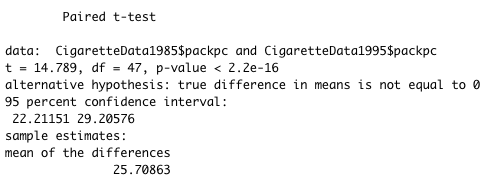 Paired t-test
data:  CigaretteData1985$packpc and CigaretteData1995$packpc
t = 14.789, df = 47, p-value < 2.2e-16
alternative hypothesis: true difference in means is not equal to 0
95 percent confidence interval:
 22.21151 29.20576
sample estimates:
mean of the differences
25.70863